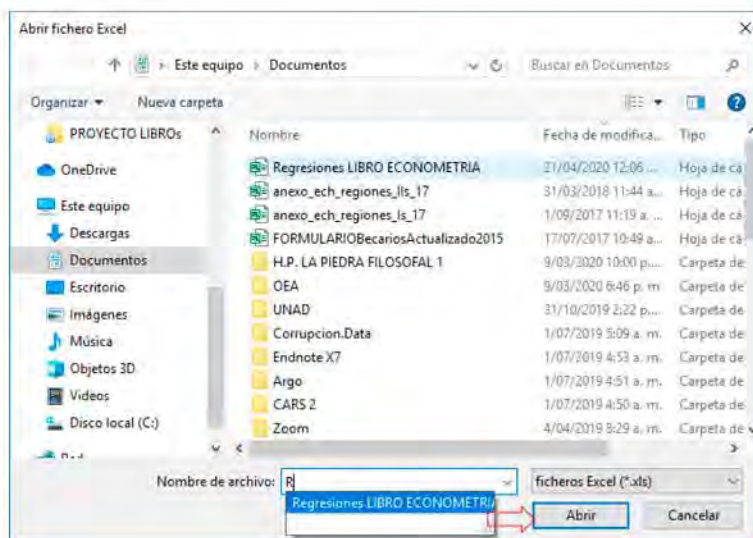 Abrir fichero Excel
Este equipo > Documentos
Buscar en Documentos
Organizar Nueva carpeta
PROYECTO LIBROs
OneDrive
Este equipo
Descargas
Documentos
Escritorio
Imágenes
Música
Objetos 3D
Videos
Disco local (C:)
Nombre Fecha de modifica... Tipo
Regresiones LIBRO ECONOMETRIA 21/04/2020 12:06 ... Hoja de cá
anexo_ech_regiones_lls_17 31/03/2018 11:44 a... Hoja de cá
anexo_ech_regiones_ls_17 1/09/2017 11:19 a. ... Hoja de cá
FORMULARIOBecariosActualizado2015 17/07/2017 10:49 a... Hoja de cá
H.P. LA PIEDRA FILOSOFAL 1 9/03/2020 10:00 p.... Carpeta de
OEA 9/03/2020 6:46 p. m Carpeta de
UNAD 31/10/2019 2:22 p.... Carpeta de
Corrupcion.Data 1/07/2019 5:09 a. m. Carpeta de
Endnote X7 1/07/2019 4:53 a. m. Carpeta de
Argo 1/07/2019 4:51 a. m. Carpeta de
CARS 2 1/07/2019 4:50 a. m. Carpeta de
Zoom 4/04/2019 8:29 a. m. Carpeta de
Nombre de archivo: R ficheros Excel (*.xls)
Regresiones LIBRO ECONOMETRIA
Abrir Cancelar